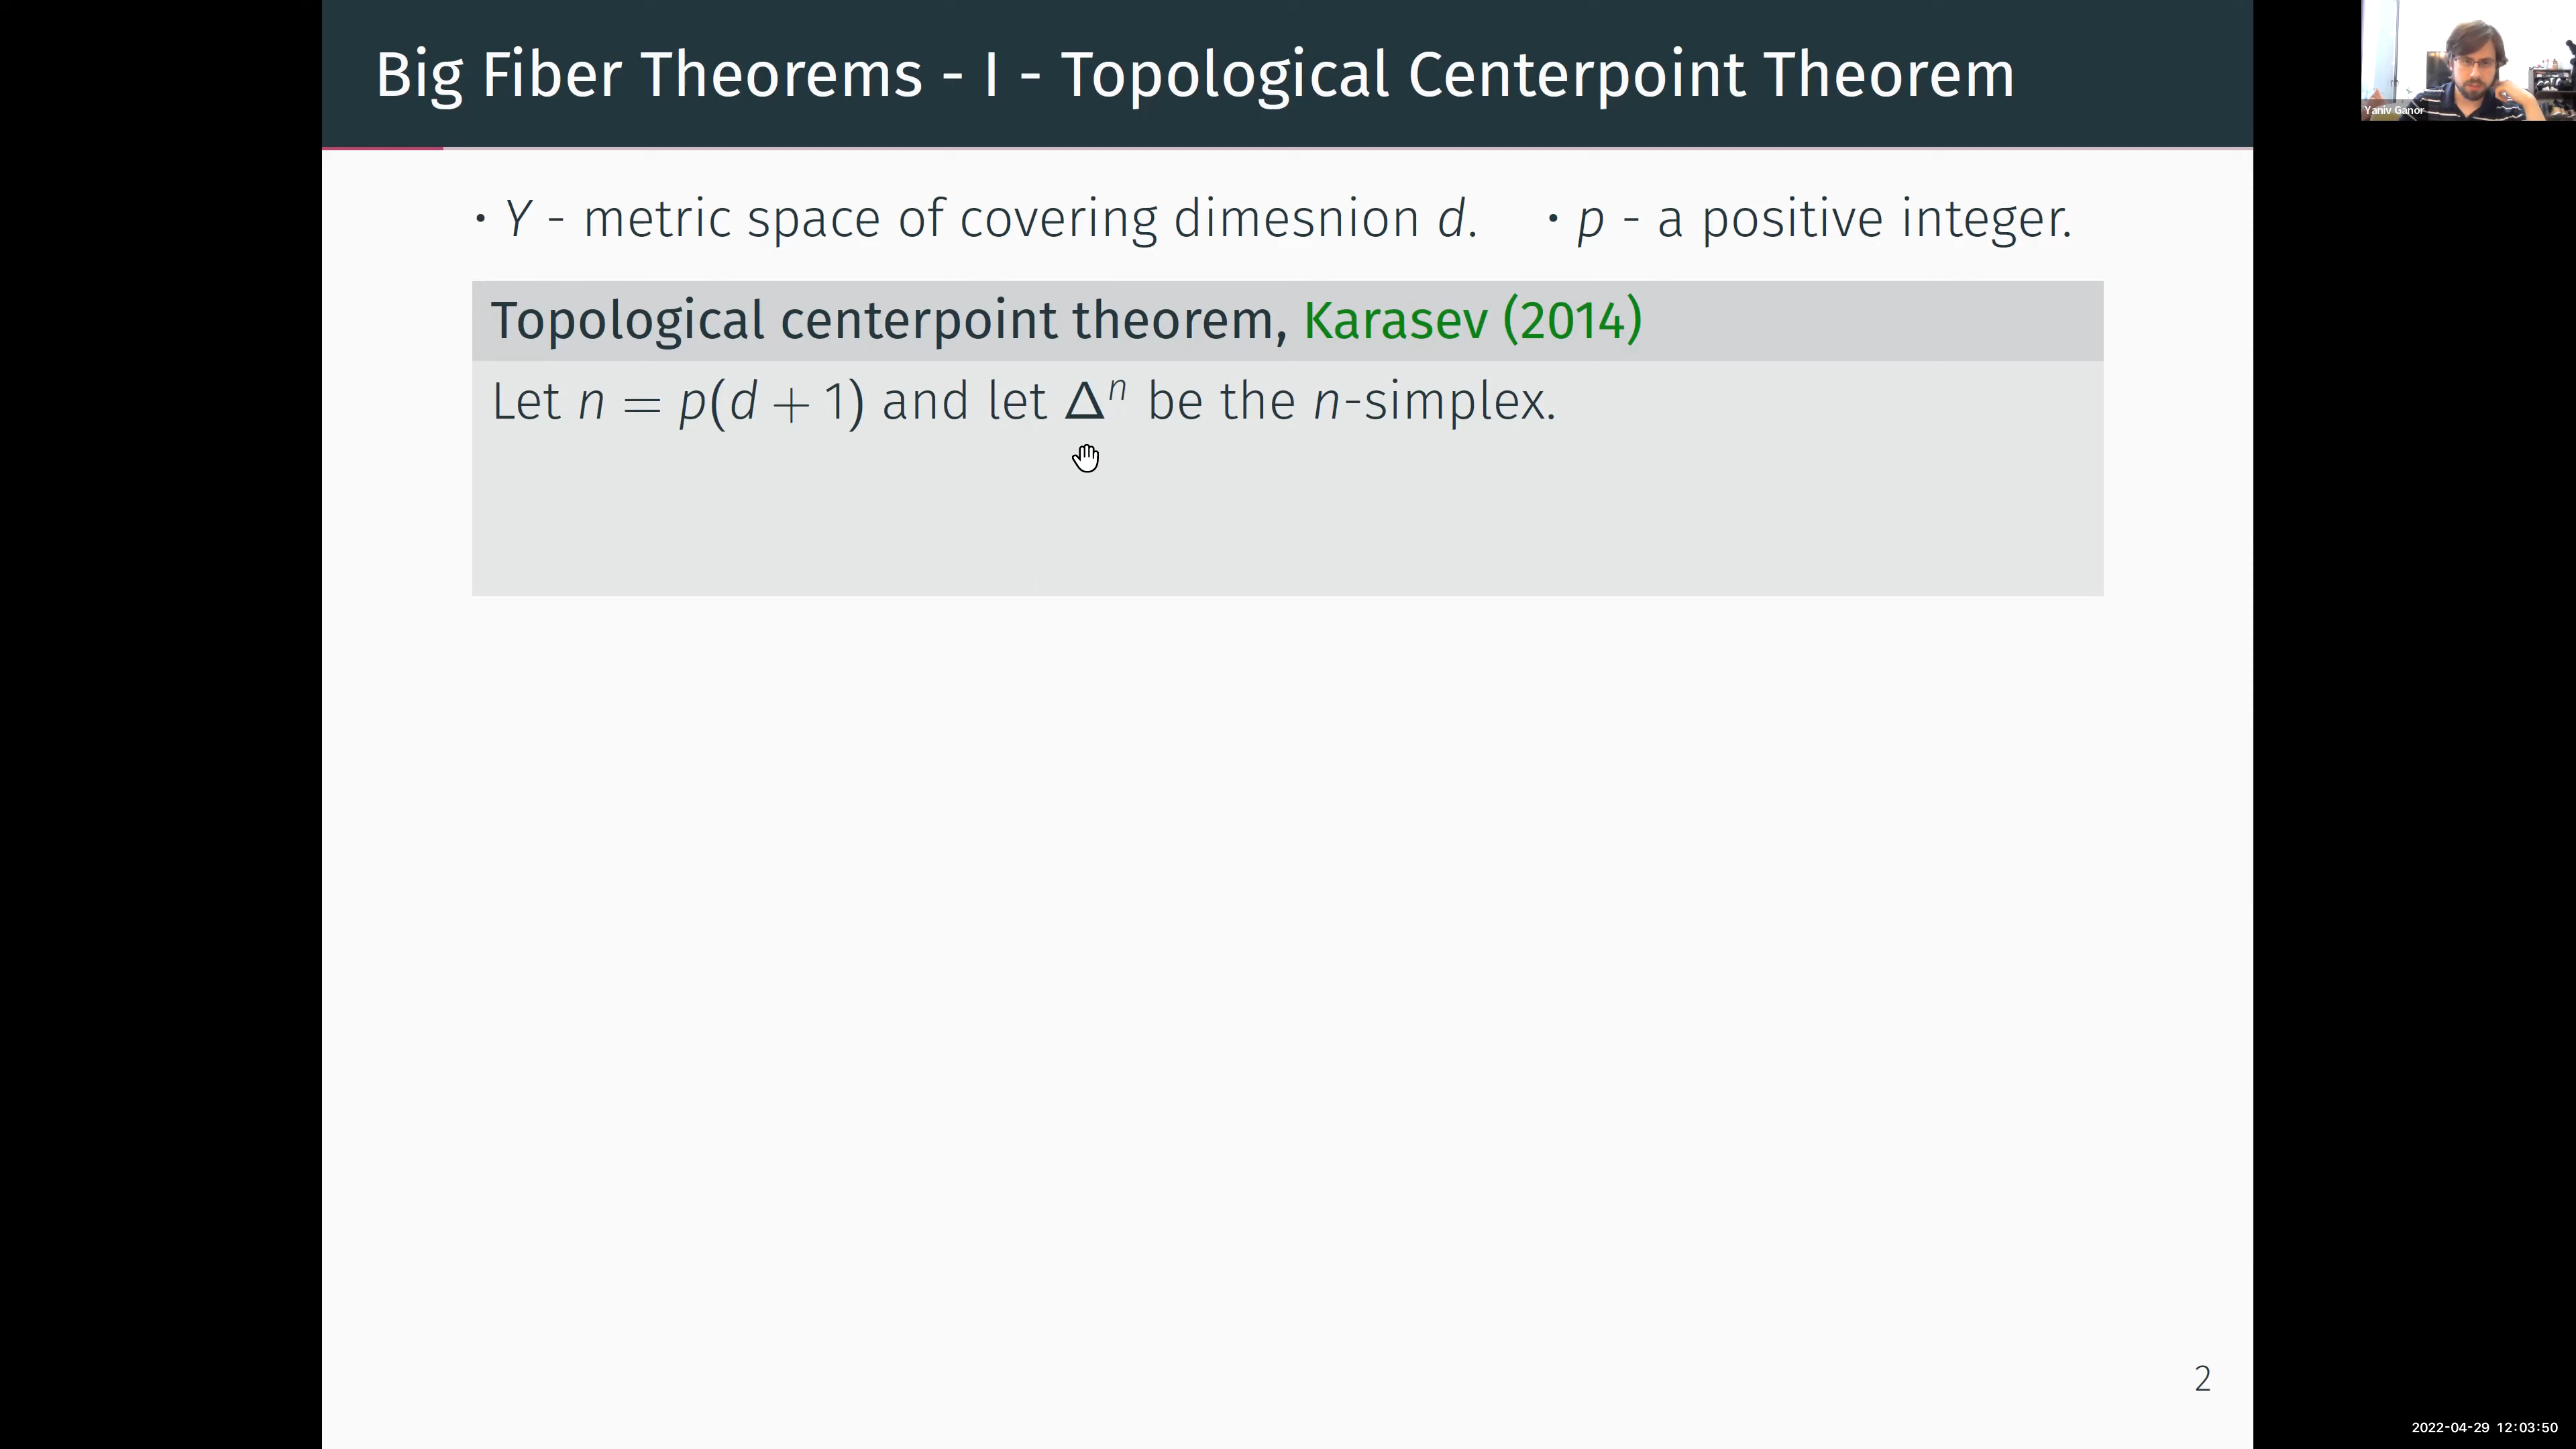 Big Fiber Theorems - I - Topological Centerpoint Theorem
Yaniv Ganor
• Y - metric space of covering dimesnion d. • p - a positive integer.
Topological centerpoint theorem, Karasev (2014)
Let n = p(d + 1) and let Δⁿ be the n-simplex.
2
2022-04-29 12:03:50